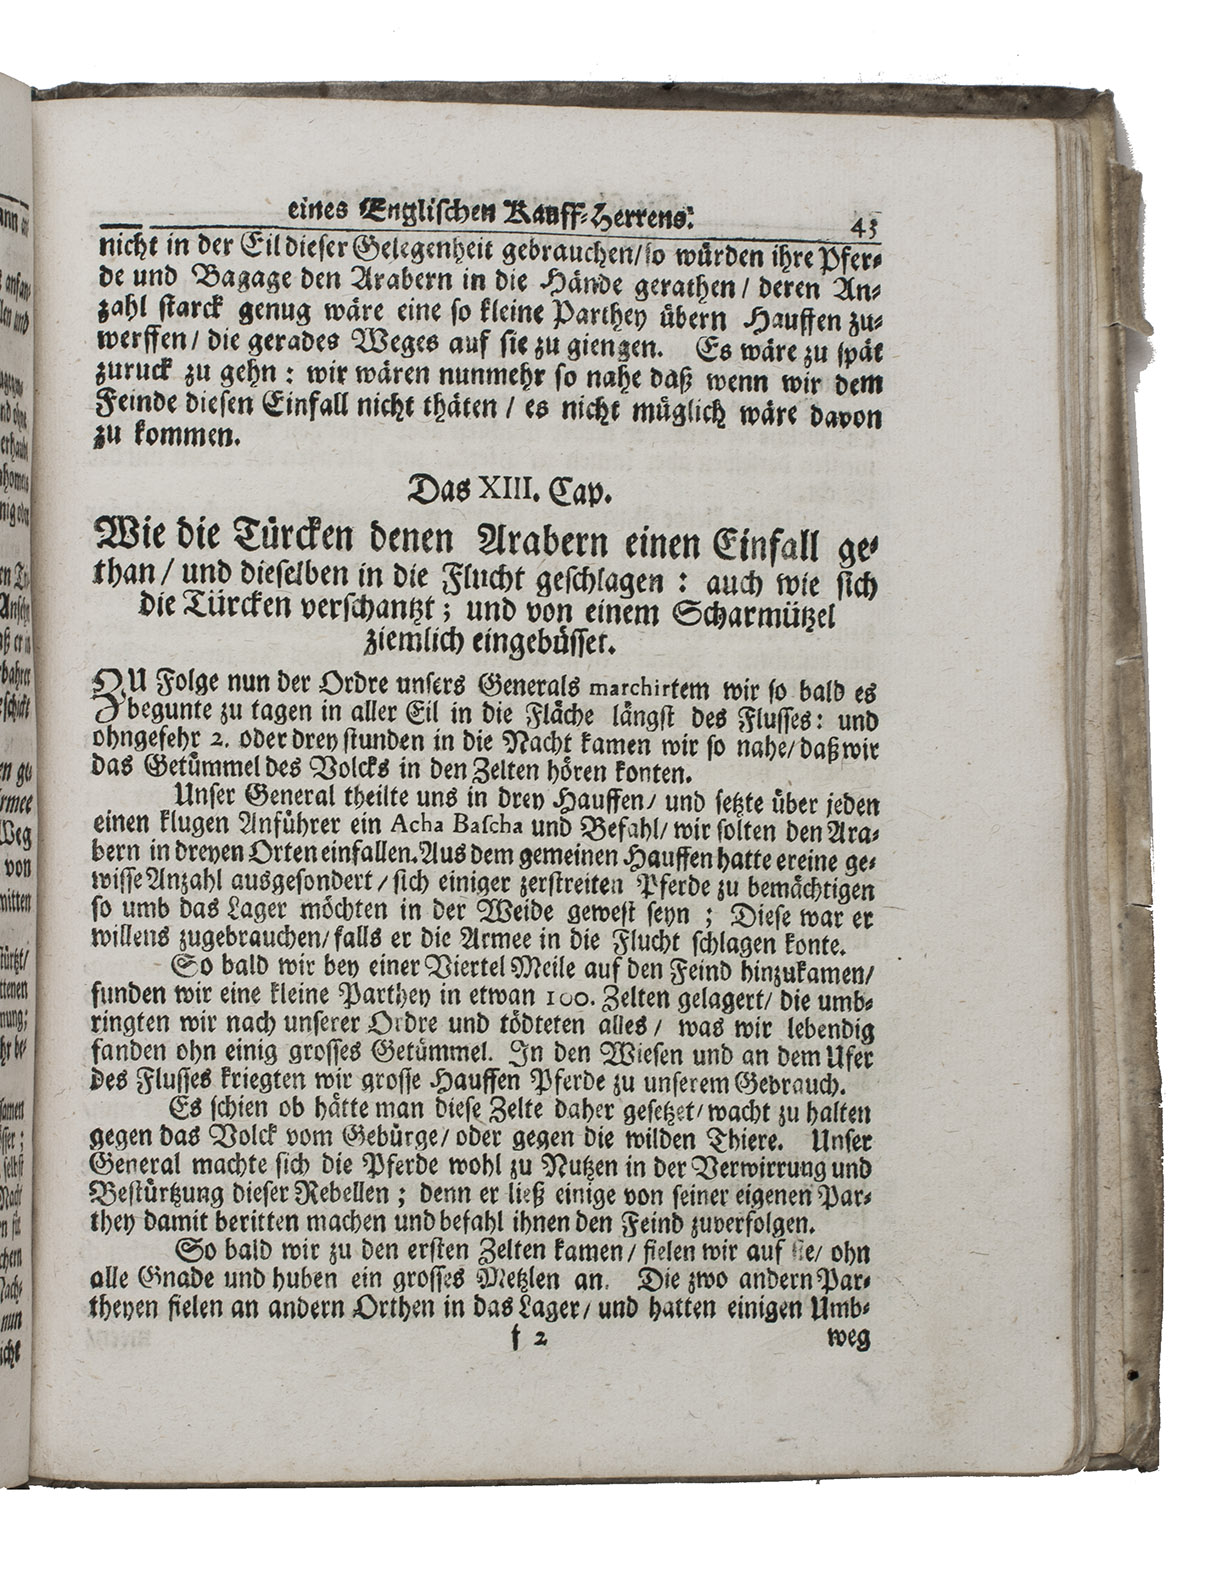 eines Englischen Kauff-Herrens. 43
nicht in der Eil dieser Gelegenheit gebrauchen/ so würden ihre Pfer-
de und Bagage den Arabern in die Hände gerathen/ deren An-
zahl starck genug wäre eine so kleine Parthey übern Hauffen zu-
werffen/ die gerades Weges auf sie zu giengen. Es wäre zu spät
zuruck zu gehn: wir wären nunmehr so nahe daß wenn wir dem
Feinde diesen Einfall nicht thäten/ es nicht müglich wäre davon
zu kommen.
Das XIII. Cap.
Wie die Türcken denen Arabern einen Einfall ge-
than/ und dieselben in die Flucht geschlagen: auch wie sich
die Türcken verschantzt; und von einem Scharmützel
ziemlich eingebüsset.
ZU Folge nun der Ordre unsers Generals marchirtem wir so bald es
begunte zu tagen in aller Eil in die Fläche längst des Flusses: und
ohngefehr 2. oder drey stunden in die Nacht kamen wir so nahe/ daß wir
das Getümmel des Volcks in den Zelten hören konten.
Unser General theilte uns in drey Hauffen/ und setzte über jeden
einen klugen Anführer ein Acha Bascha und Befahl/ wir solten den Ara-
bern in dreyen Orten einfallen. Aus dem gemeinen Hauffen hatte er eine ge-
wisse Anzahl ausgesondert/ sich einiger zerstreiten Pferde zu bemächtigen
so umb das Lager möchten in der Weide gewest seyn; Diese war er
willens zugebrauchen/ falls er die Armee in die Flucht schlagen konte.
So bald wir bey einer Viertel Meile auf den Feind hinzukamen/
funden wir eine kleine Parthey in etwan 100. Zelten gelagert/ die umb-
ringten wir nach unserer Ordre und tödteten alles/ was wir lebendig
fanden ohn einig grosses Getümmel. In den Wiesen und an dem Ufer
des Flusses kriegten wir grosse Hauffen Pferde zu unserem Gebrauch.
Es schien ob hätte man diese Zelte daher gesetzet/ wacht zu halten
gegen das Volck vom Gebürge/ oder gegen die wilden Thiere. Unser
General machte sich die Pferde wohl zu Nutzen in der Verwirrung und
Bestürtzung dieser Rebellen; denn er ließ einige von seiner eigenen Par-
they damit beritten machen und befahl ihnen den Feind zuverfolgen.
So bald wir zu den ersten Zelten kamen/ fielen wir auf sie/ ohn
alle Gnade und huben ein grosses Metzlen an. Die zwo andern Par-
theyen fielen an andern Orthen in das Lager/ und hatten einigen Umb-
f 2 weg